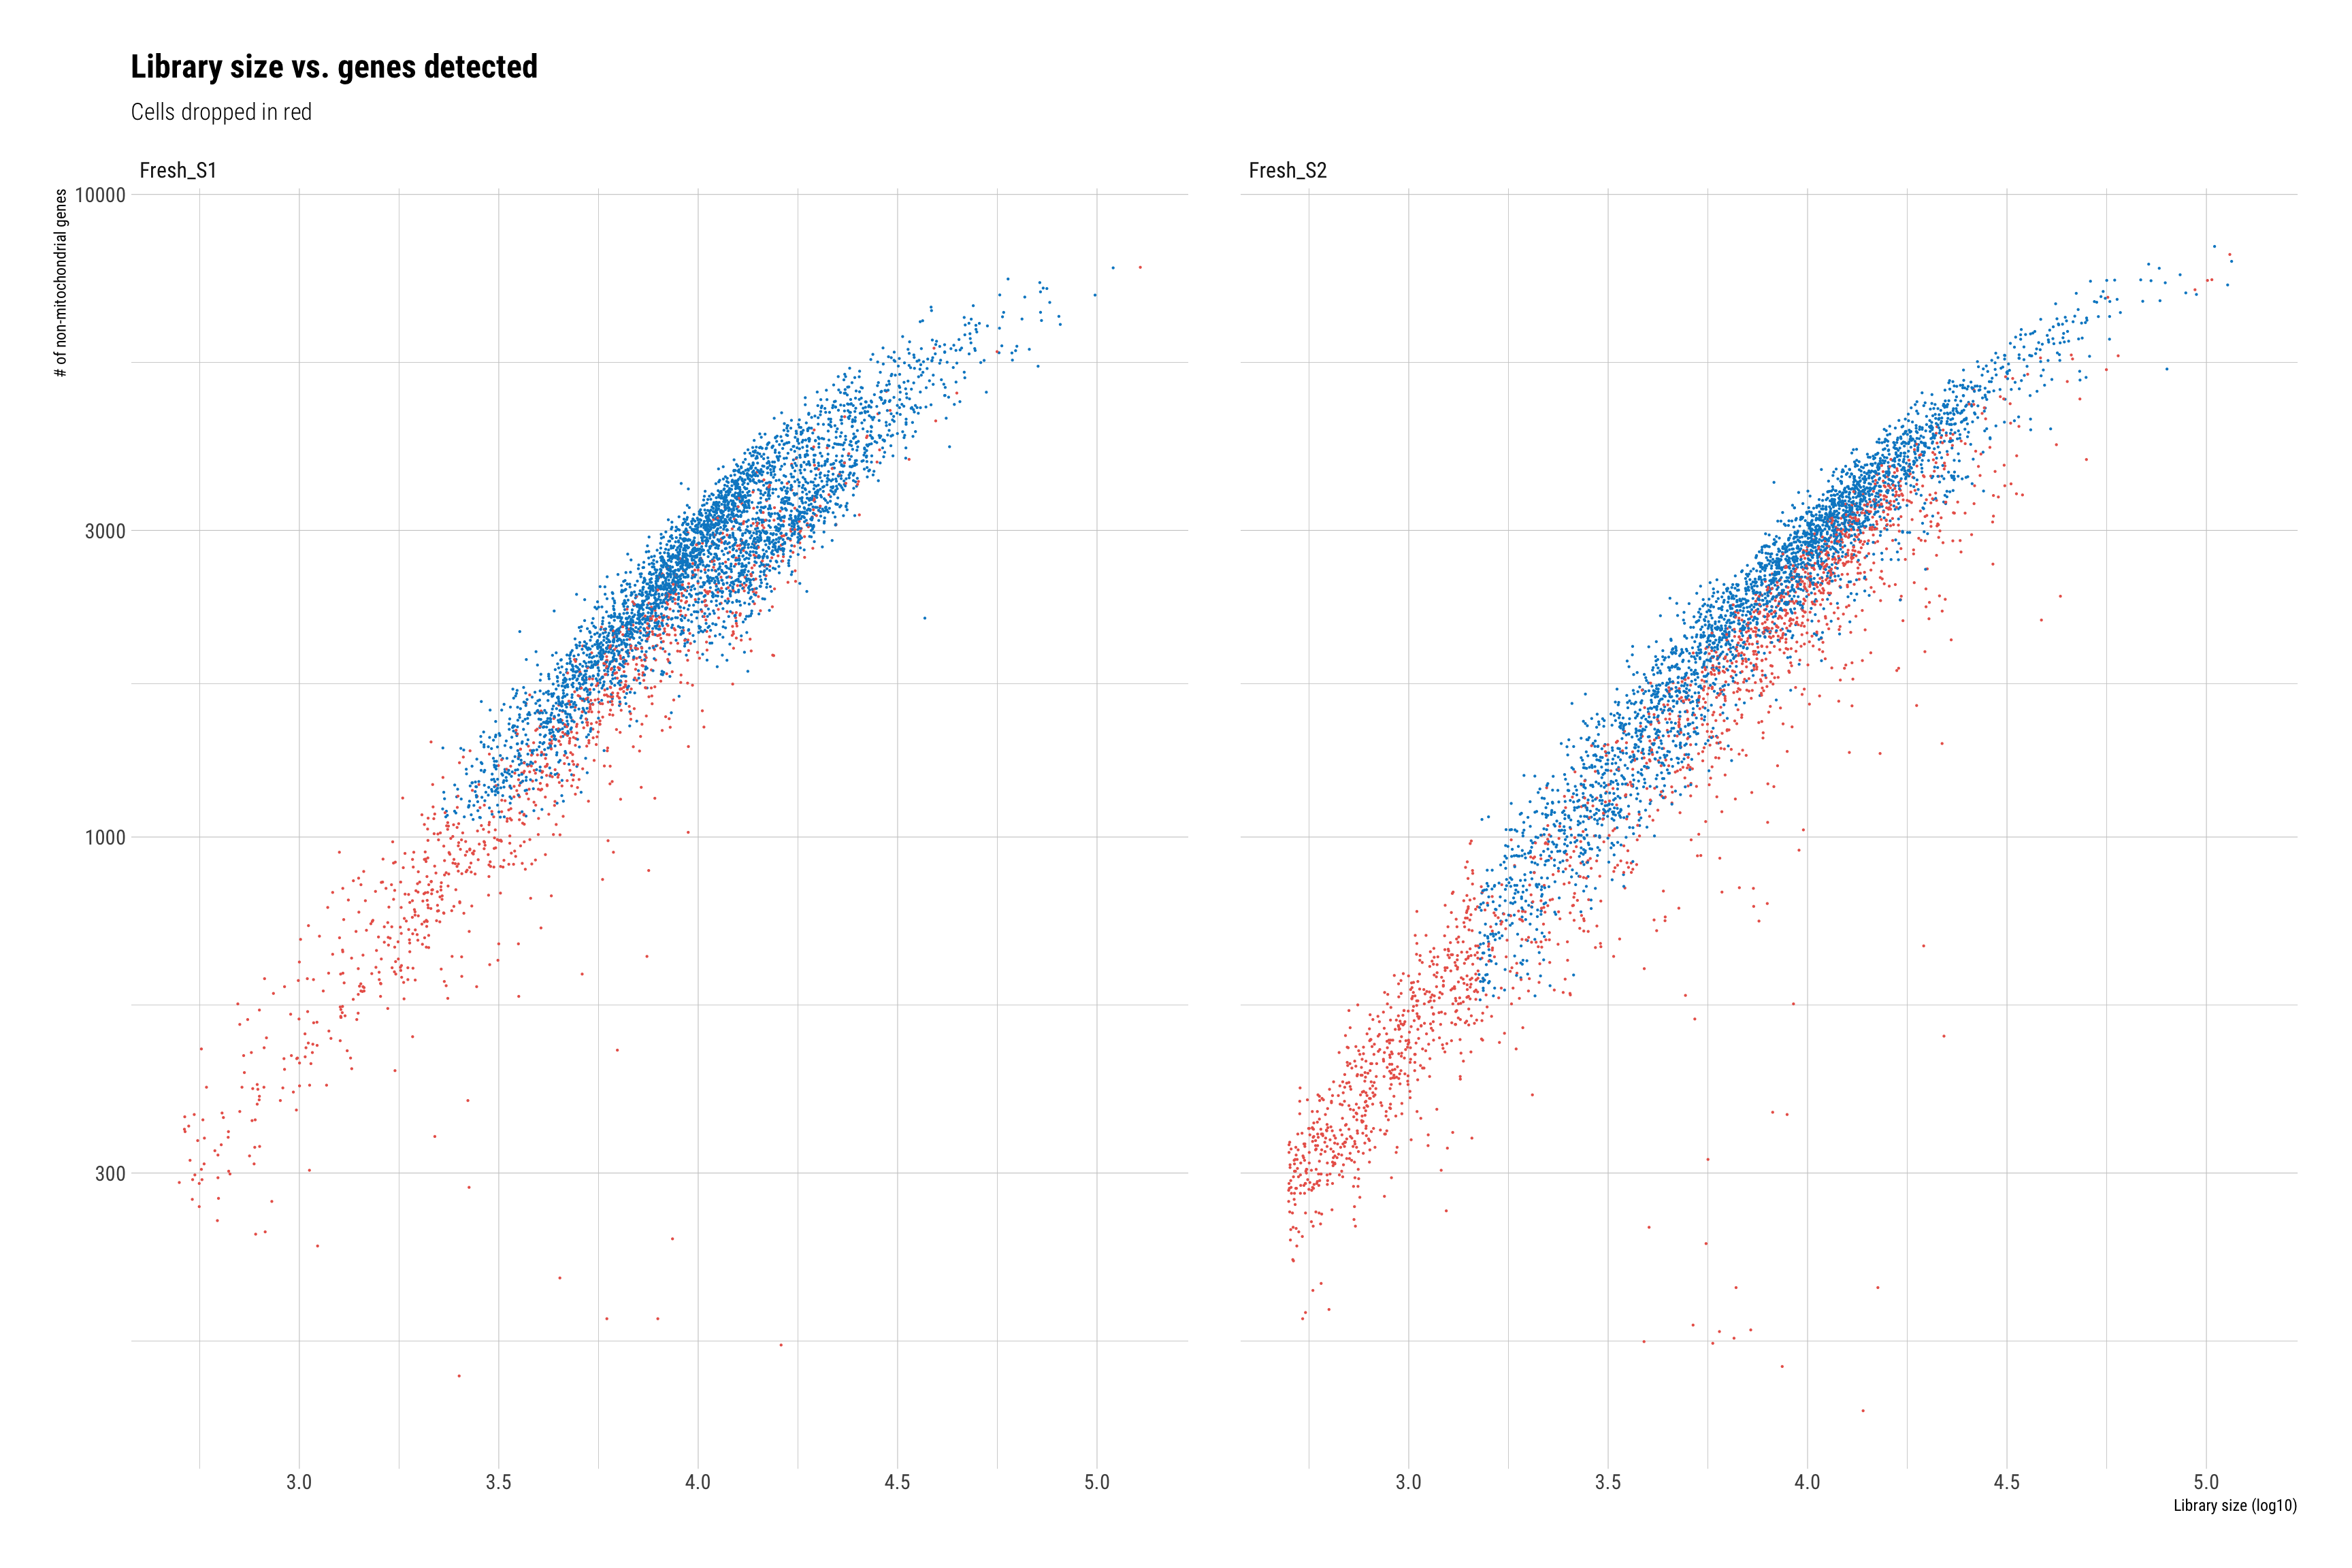 Library size vs. genes detected
Cells dropped in red
Fresh_S1
Fresh_S2
# of non-mitochondrial genes
10000
3000
1000
300
3.0 3.5 4.0 4.5 5.0
3.0 3.5 4.0 4.5 5.0
Library size (log10)